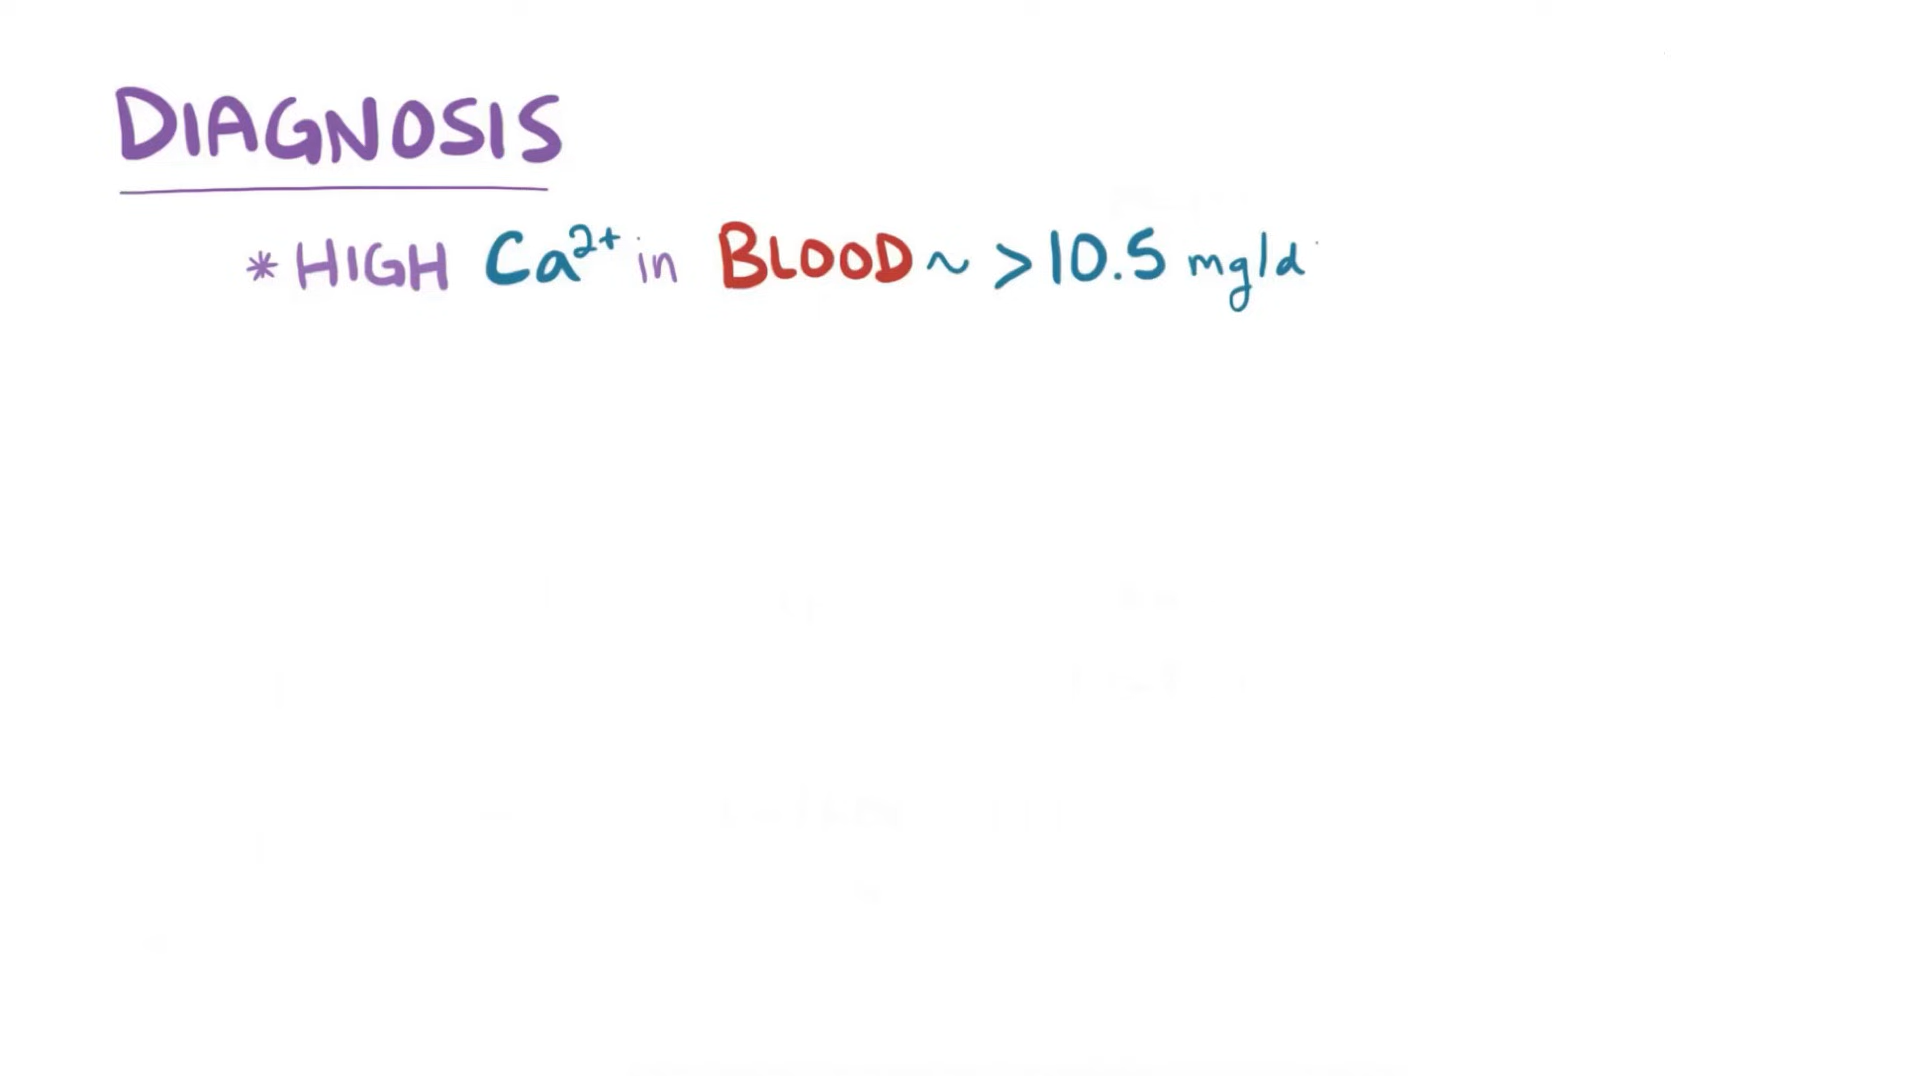 DIAGNOSIS
* HIGH Ca²⁺ in BLOOD ~ >10.5 mg/d